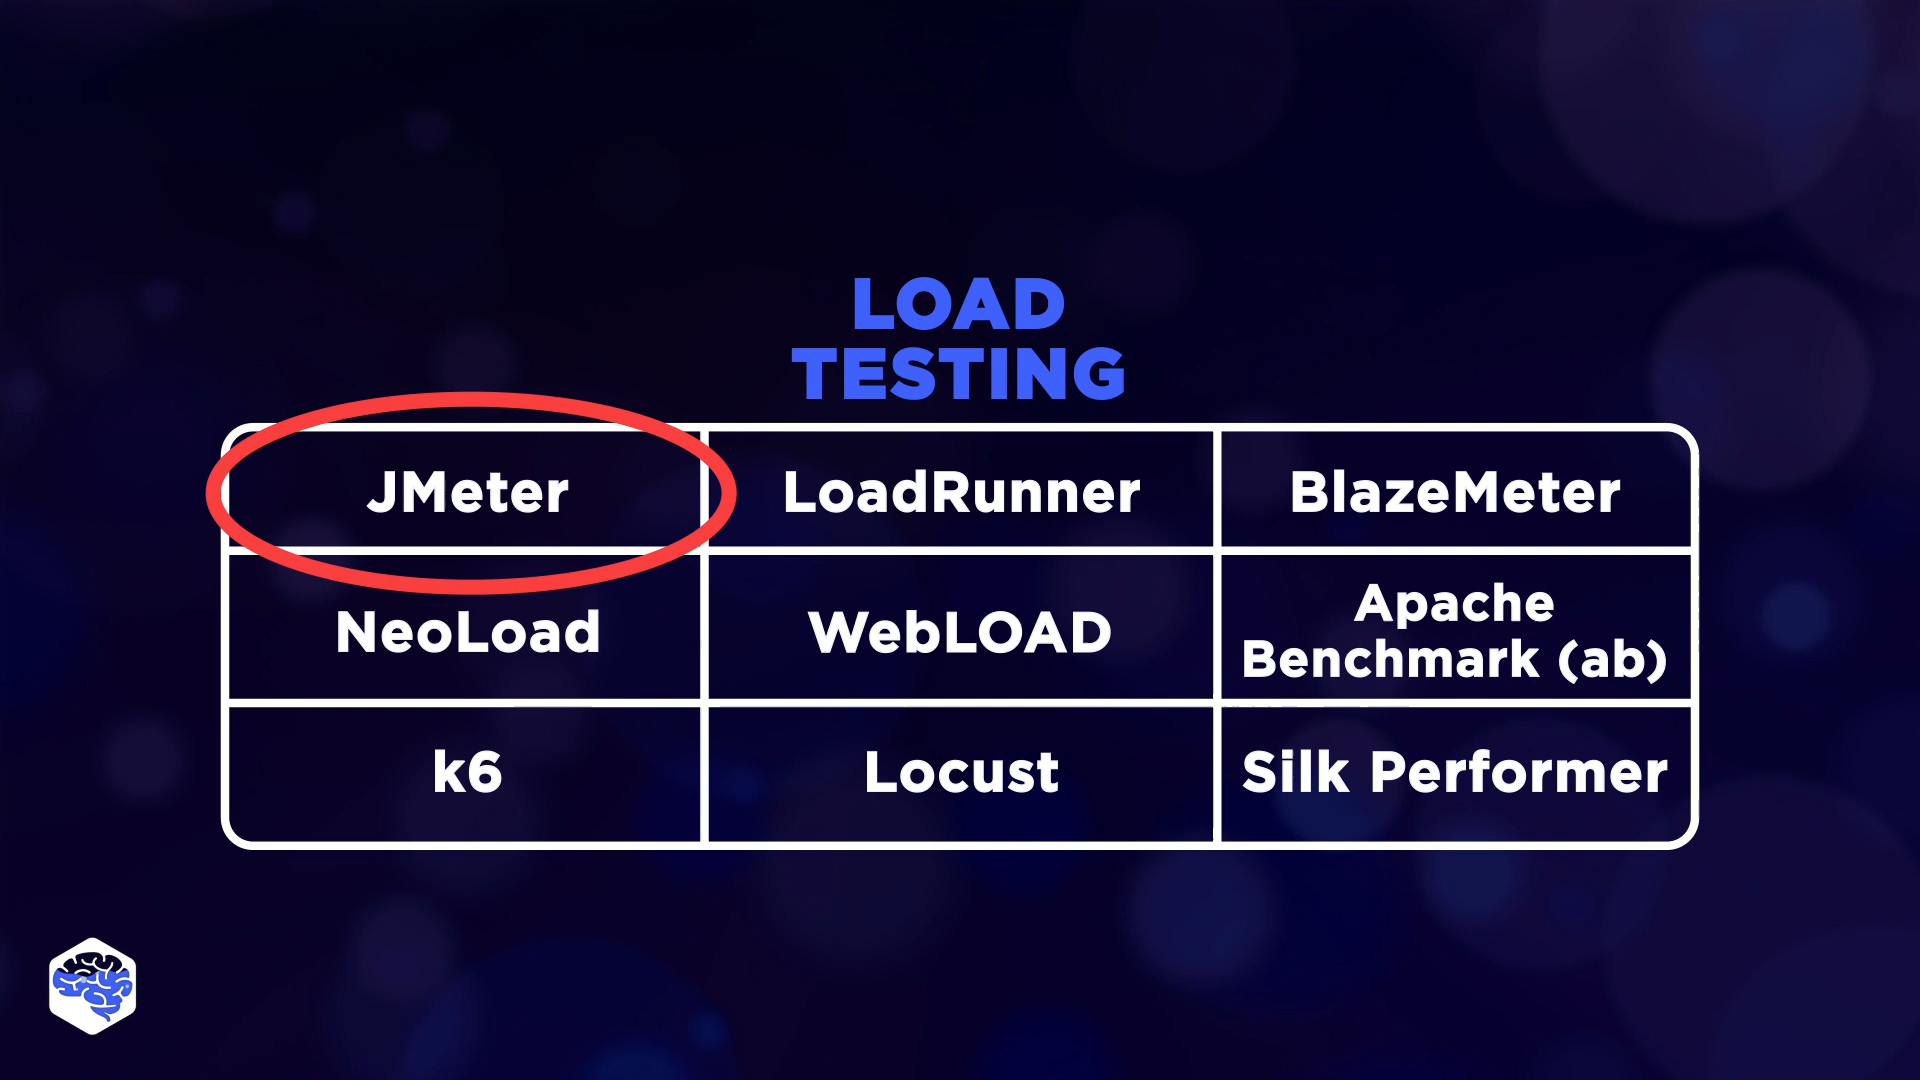 LOAD
TESTING
JMeter
LoadRunner
BlazeMeter
NeoLoad
WebLOAD
Apache
Benchmark (ab)
k6
Locust
Silk Performer